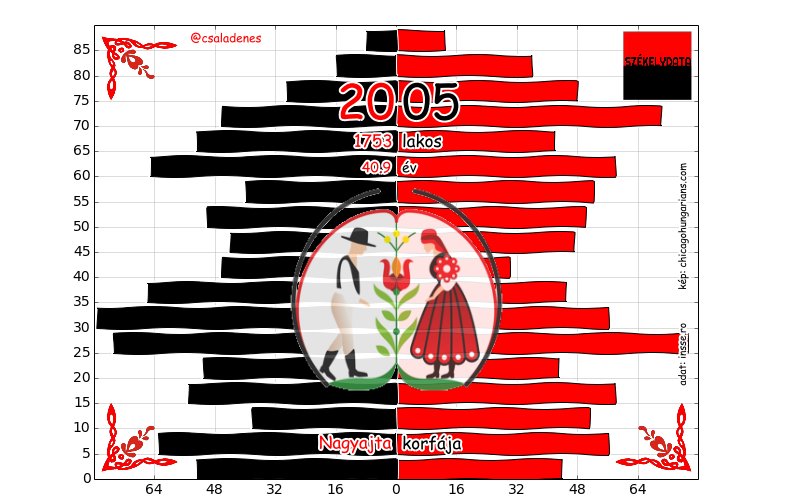 @csaladenes
SZÉKELYDATA
2005
1753 lakos
40.9 év
kép: chicagohungarians.com
adat: insse.ro
Nagyajta korfája
85
80
75
70
65
60
55
50
45
40
35
30
25
20
15
10
5
0
64 48 32 16 0 16 32 48 64